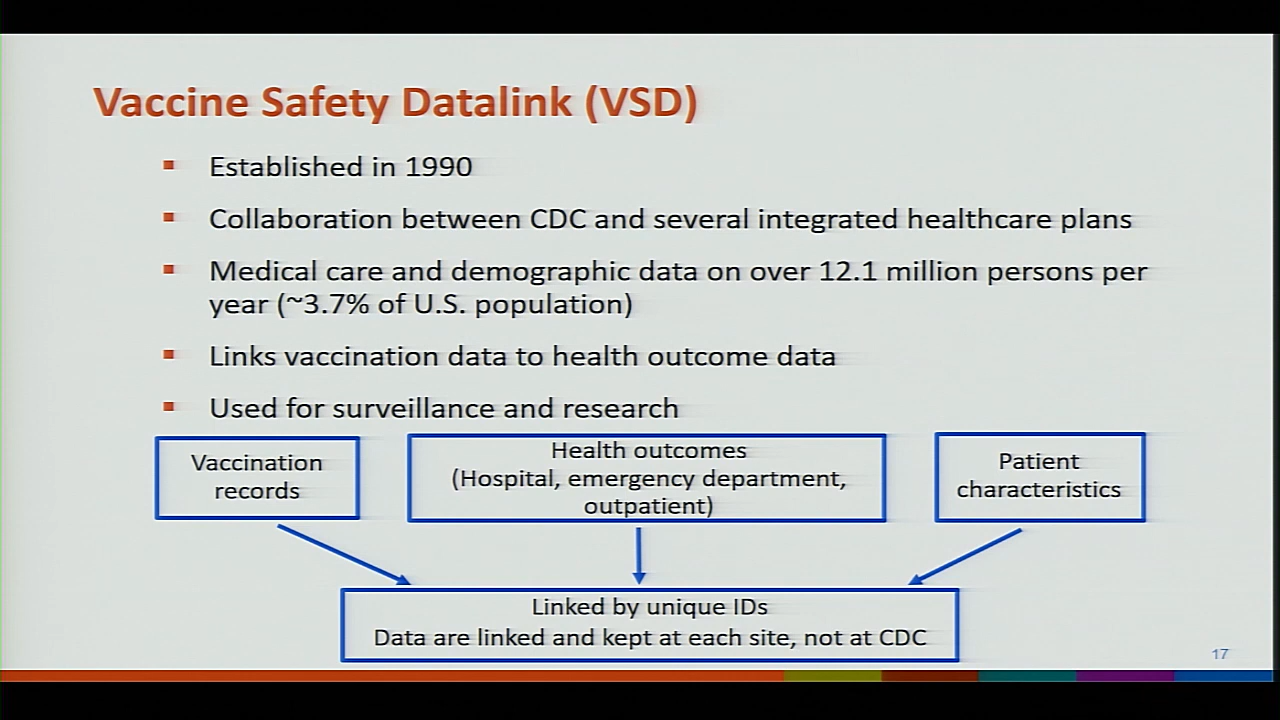 Vaccine Safety Datalink (VSD)
Established in 1990
Collaboration between CDC and several integrated healthcare plans
Medical care and demographic data on over 12.1 million persons per
year (~3.7% of U.S. population)
Links vaccination data to health outcome data
Used for surveillance and research
Vaccination
records
Health outcomes
(Hospital, emergency department,
outpatient)
Patient
characteristics
Linked by unique IDs
Data are linked and kept at each site, not at CDC
17